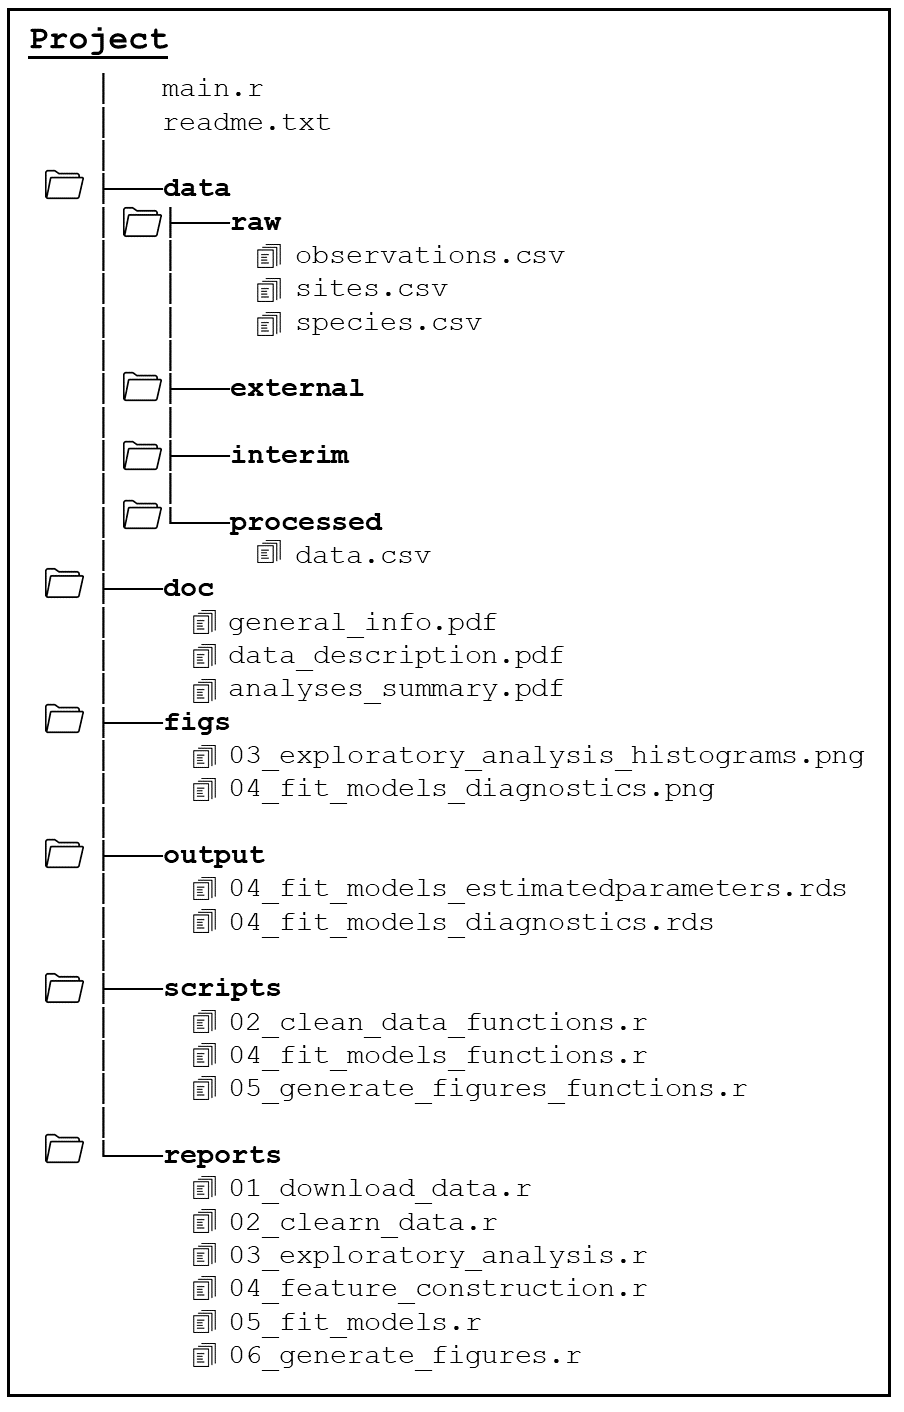 Project
main.r
readme.txt
data
raw
observations.csv
sites.csv
species.csv
external
interim
processed
data.csv
doc
general_info.pdf
data_description.pdf
analyses_summary.pdf
figs
03_exploratory_analysis_histograms.png
04_fit_models_diagnostics.png
output
04_fit_models_estimatedparameters.rds
04_fit_models_diagnostics.rds
scripts
02_clean_data_functions.r
04_fit_models_functions.r
05_generate_figures_functions.r
reports
01_download_data.r
02_clearn_data.r
03_exploratory_analysis.r
04_feature_construction.r
05_fit_models.r
06_generate_figures.r